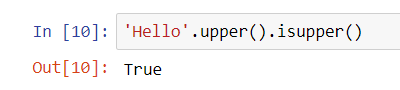 In [10]: 'Hello'.upper().isupper()
Out[10]: True